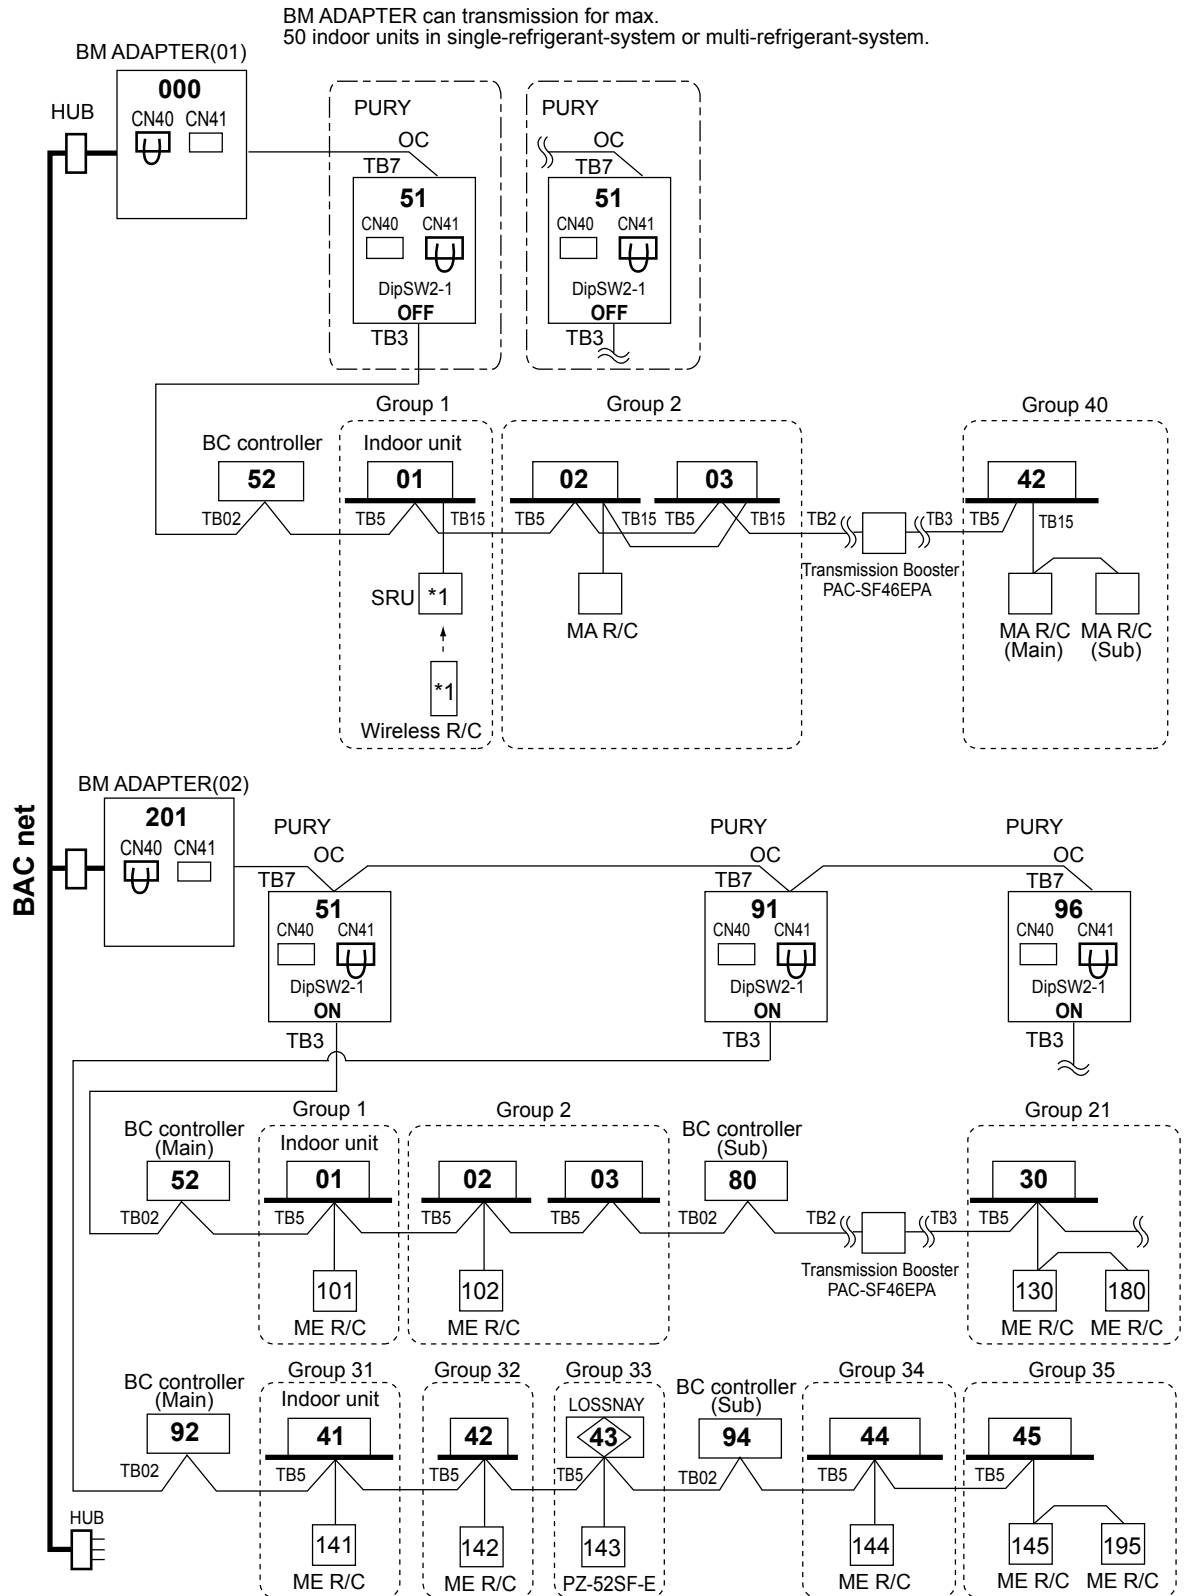 BM ADAPTER can transmission for max.
50 indoor units in single-refrigerant-system or multi-refrigerant-system.
BM ADAPTER(01)
000
CN40 CN41
HUB
PURY
OC
TB7
51
CN40 CN41
DipSW2-1
OFF
TB3
PURY
OC
TB7
51
CN40 CN41
DipSW2-1
OFF
TB3
Group 1
Group 2
Group 40
BC controller
52
TB02
Indoor unit
01
TB5
TB15
SRU
*1
*1
Wireless R/C
02
TB5
TB15
MA R/C
03
TB5
TB15
TB2
TB3
Transmission Booster
PAC-SF46EPA
42
TB5
TB15
MA R/C
(Main)
MA R/C
(Sub)
BAC net
BM ADAPTER(02)
201
CN40 CN41
PURY
OC
TB7
51
CN40 CN41
DipSW2-1
ON
TB3
PURY
OC
TB7
91
CN40 CN41
DipSW2-1
ON
TB3
PURY
OC
TB7
96
CN40 CN41
DipSW2-1
ON
TB3
Group 1
Group 2
Group 21
BC controller
(Main)
52
TB02
Indoor unit
01
TB5
101
ME R/C
02
TB5
102
ME R/C
03
TB5
BC controller
(Sub)
80
TB02
TB2
TB3
Transmission Booster
PAC-SF46EPA
30
TB5
130
ME R/C
180
ME R/C
Group 31
Group 32
Group 33
Group 34
Group 35
BC controller
(Main)
92
TB02
Indoor unit
41
TB5
141
ME R/C
42
TB5
142
ME R/C
LOSSNAY
43
TB5
143
PZ-52SF-E
BC controller
(Sub)
94
TB02
44
TB5
144
ME R/C
45
TB5
145
ME R/C
195
ME R/C
HUB